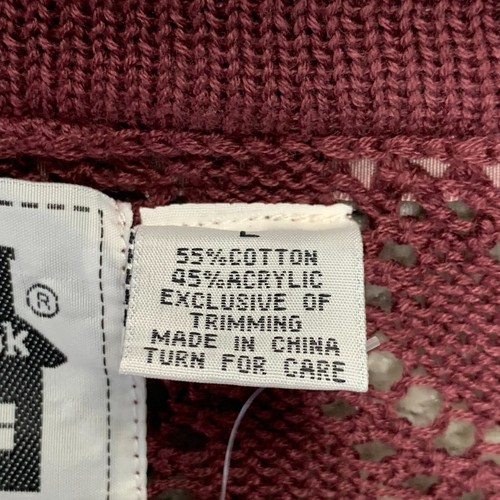 L
55%COTTON
45%ACRYLIC
EXCLUSIVE OF
TRIMMING
MADE IN CHINA
TURN FOR CARE
®